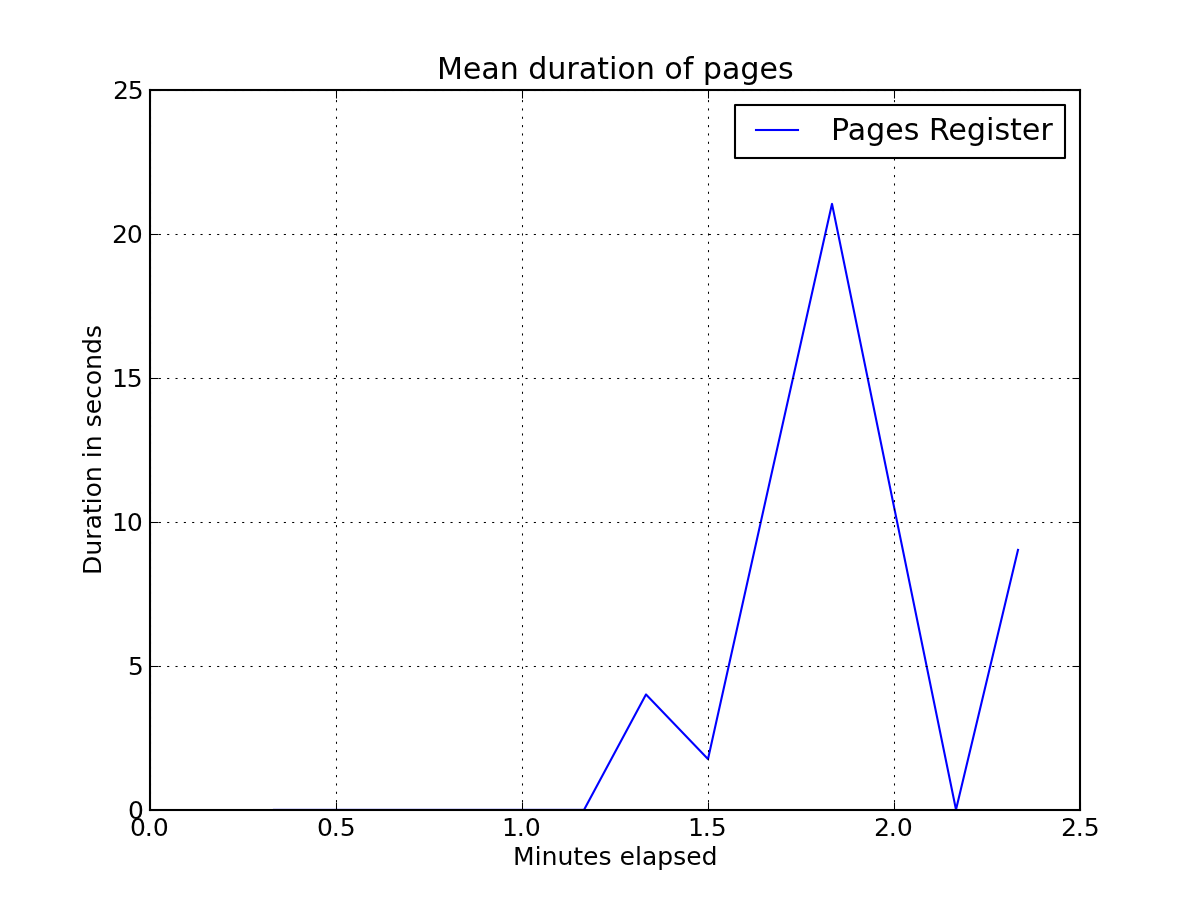 Mean duration of pages
Pages Register
25
20
15
10
5
0
Duration in seconds
0.0 0.5 1.0 1.5 2.0 2.5
Minutes elapsed